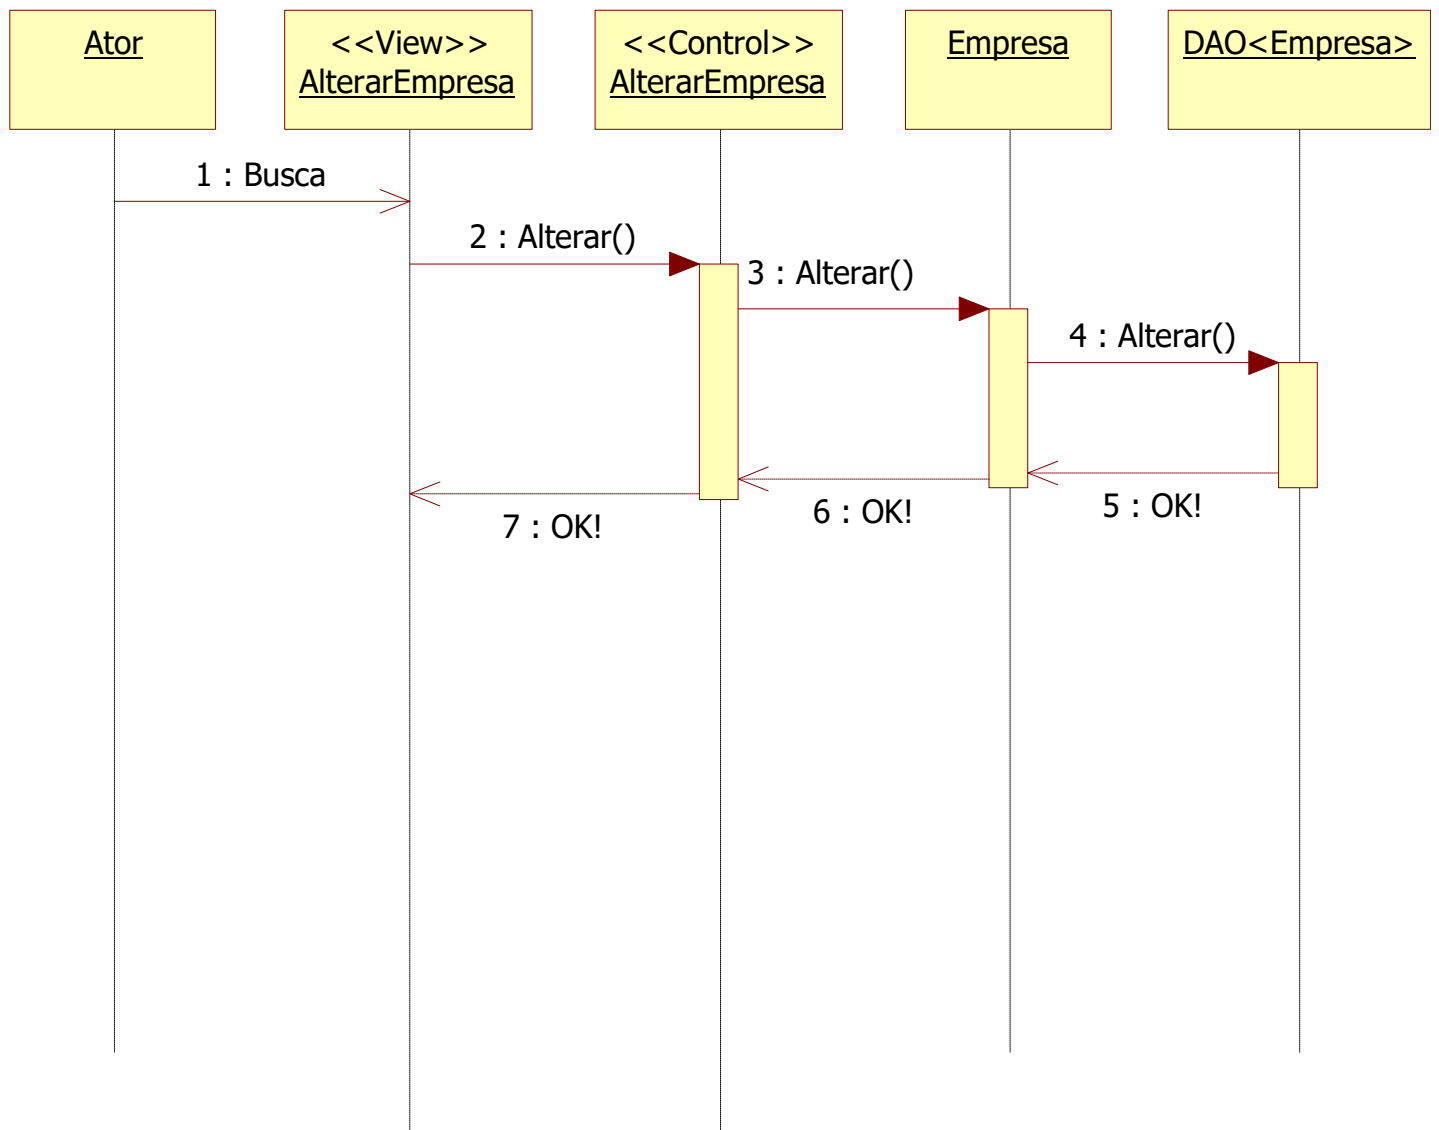 Ator
<<View>>
AlterarEmpresa
<<Control>>
AlterarEmpresa
Empresa
DAO<Empresa>
1 : Busca
2 : Alterar()
3 : Alterar()
4 : Alterar()
5 : OK!
6 : OK!
7 : OK!